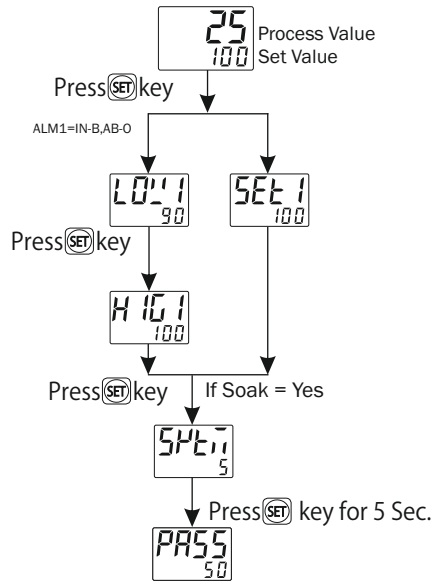 25 Process Value
100 Set Value
Press SET key
ALM1=IN-B,AB-O
LOW1
90
SEt1
100
Press SET key
HIG1
100
Press SET key
If Soak = Yes
SKtM
5
Press SET key for 5 Sec.
PASS
50